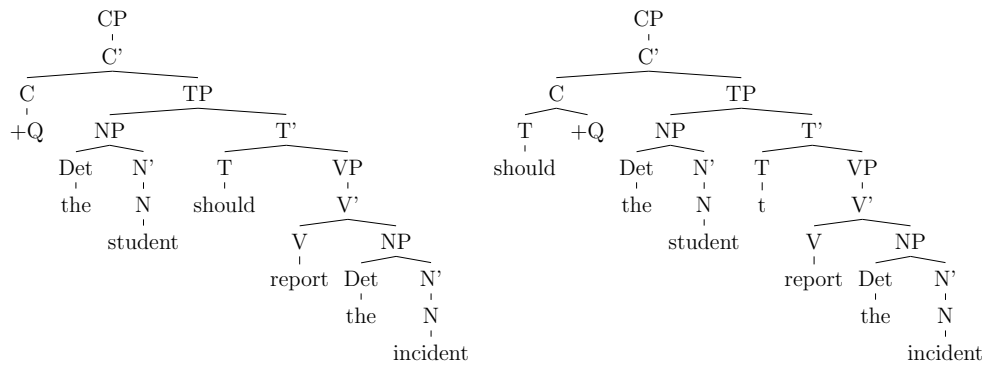 CP CP
C' C'
C TP C TP
+Q NP T' T +Q NP T'
Det N' T VP should Det N' T VP
the N should V' the N t V'
student V NP student V NP
report Det N' report Det N'
the N the N
incident incident